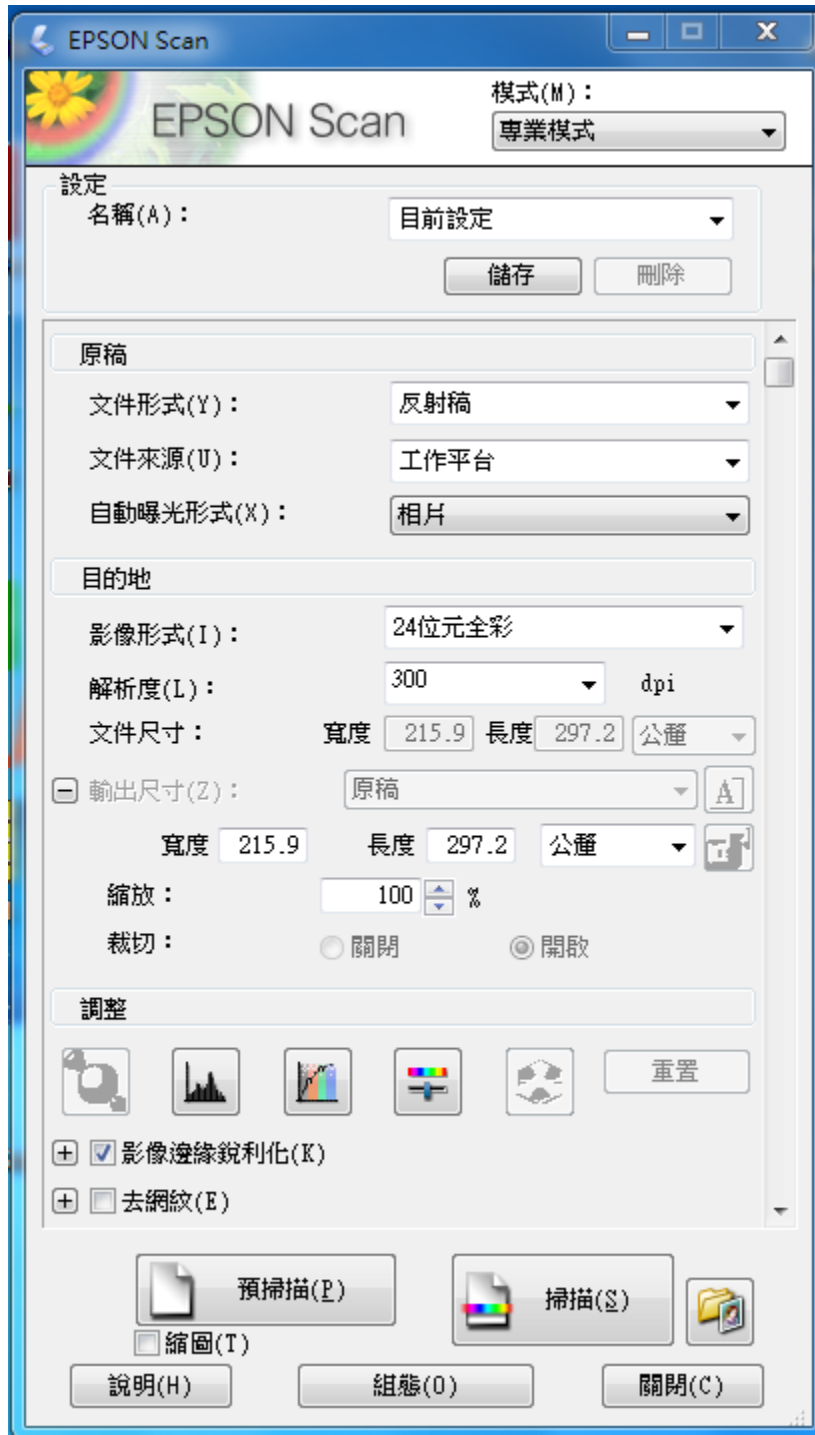 EPSON Scan
EPSON Scan
模式(M)：
專業模式
設定
名稱(A)：
目前設定
儲存
刪除
原稿
文件形式(Y)：
反射稿
文件來源(U)：
工作平台
自動曝光形式(X)：
相片
目的地
影像形式(I)：
24位元全彩
解析度(L)：
300
dpi
文件尺寸： 寬度 215.9 長度 297.2 公釐
輸出尺寸(Z)： 原稿
寬度 215.9 長度 297.2 公釐
縮放： 100 %
裁切： 關閉 開啟
調整
重置
影像邊緣銳利化(K)
去網紋(E)
預掃描(P)
掃描(S)
縮圖(T)
說明(H)
組態(O)
關閉(C)